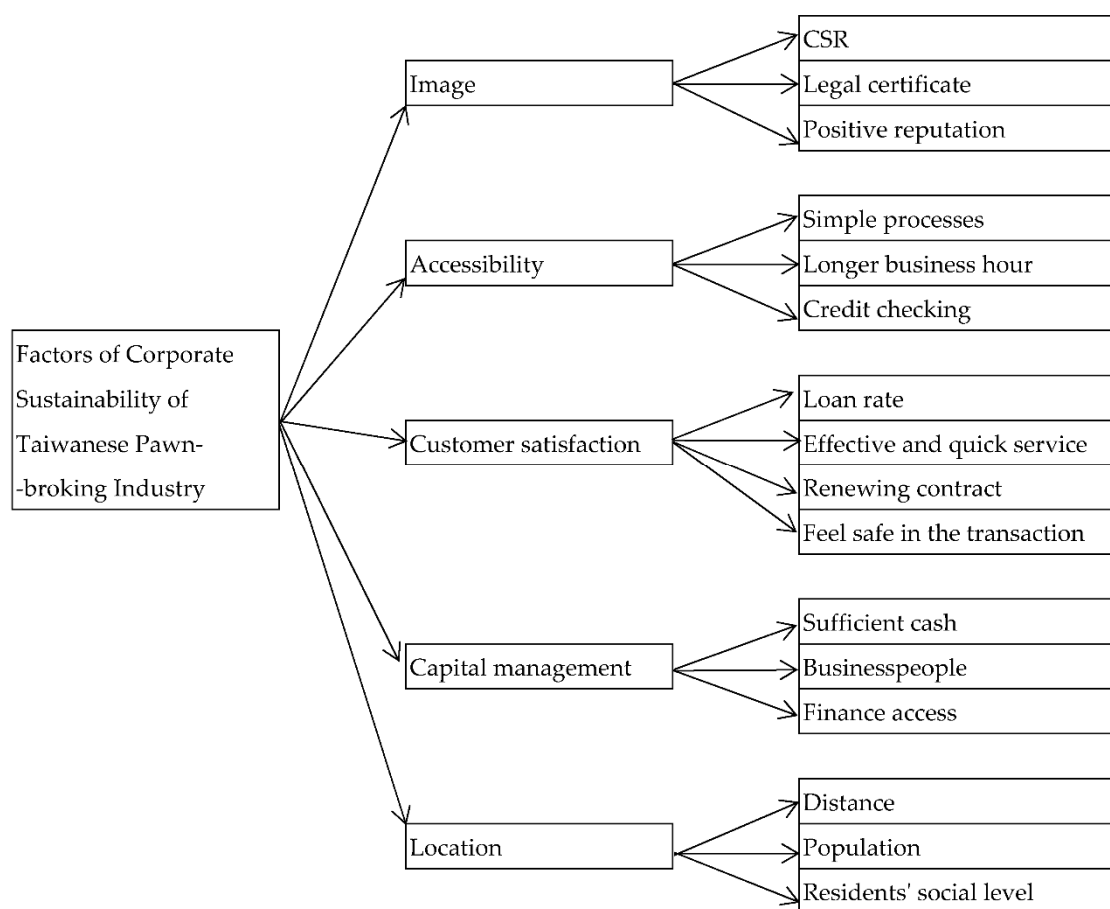 Factors of Corporate
Sustainability of
Taiwanese Pawn-
-broking Industry
Image
CSR
Legal certificate
Positive reputation
Accessibility
Simple processes
Longer business hour
Credit checking
Customer satisfaction
Loan rate
Effective and quick service
Renewing contract
Feel safe in the transaction
Capital management
Sufficient cash
Businesspeople
Finance access
Location
Distance
Population
Residents' social level